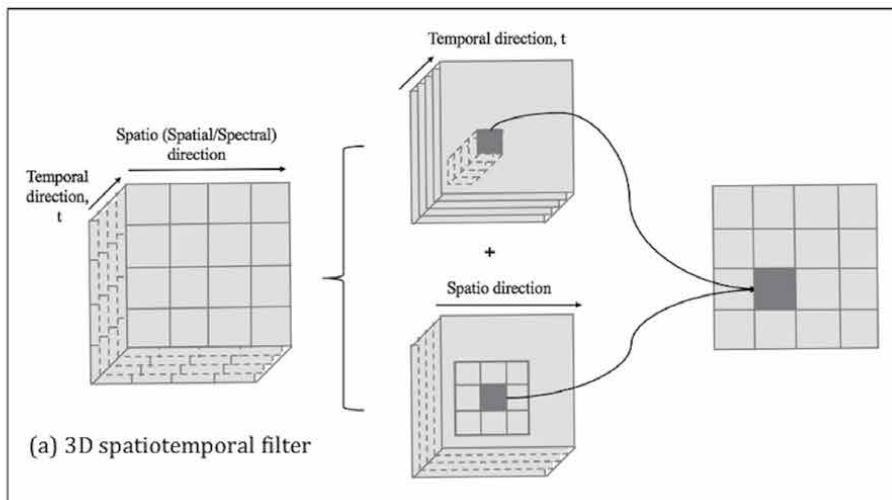 Temporal direction, t
Spatio (Spatial/Spectral)
direction
Temporal
direction,
t
+
Spatio direction
(a) 3D spatiotemporal filter